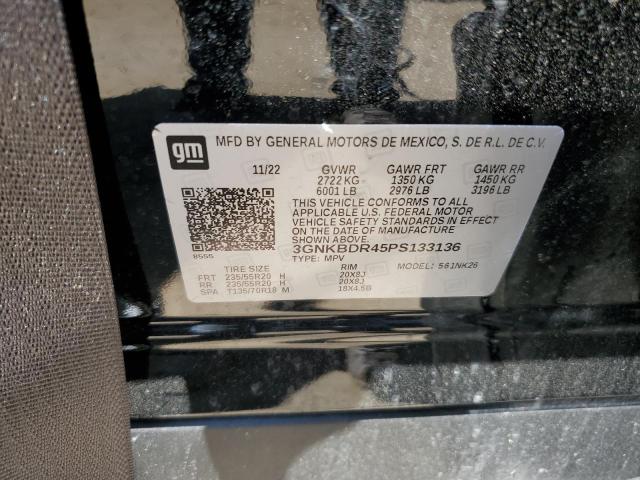 gm
MFD BY GENERAL MOTORS DE MEXICO, S. DE R.L. DE C.V.
11/22 GVWR GAWR FRT GAWR RR
2722 KG 1350 KG 1450 KG
6001 LB 2976 LB 3196 LB
THIS VEHICLE CONFORMS TO ALL
APPLICABLE U.S. FEDERAL MOTOR
VEHICLE SAFETY STANDARDS IN EFFECT
ON THE DATE OF MANUFACTURE SHOWN ABOVE.
3GNKBDR45PS133136
8555 TYPE: MPV
TIRE SIZE RIM MODEL: 561NK26
FRT 235/55R20 H 20X8J
RR 235/55R20 H 20X8J
SPA T135/70R18 M 18X4.5B